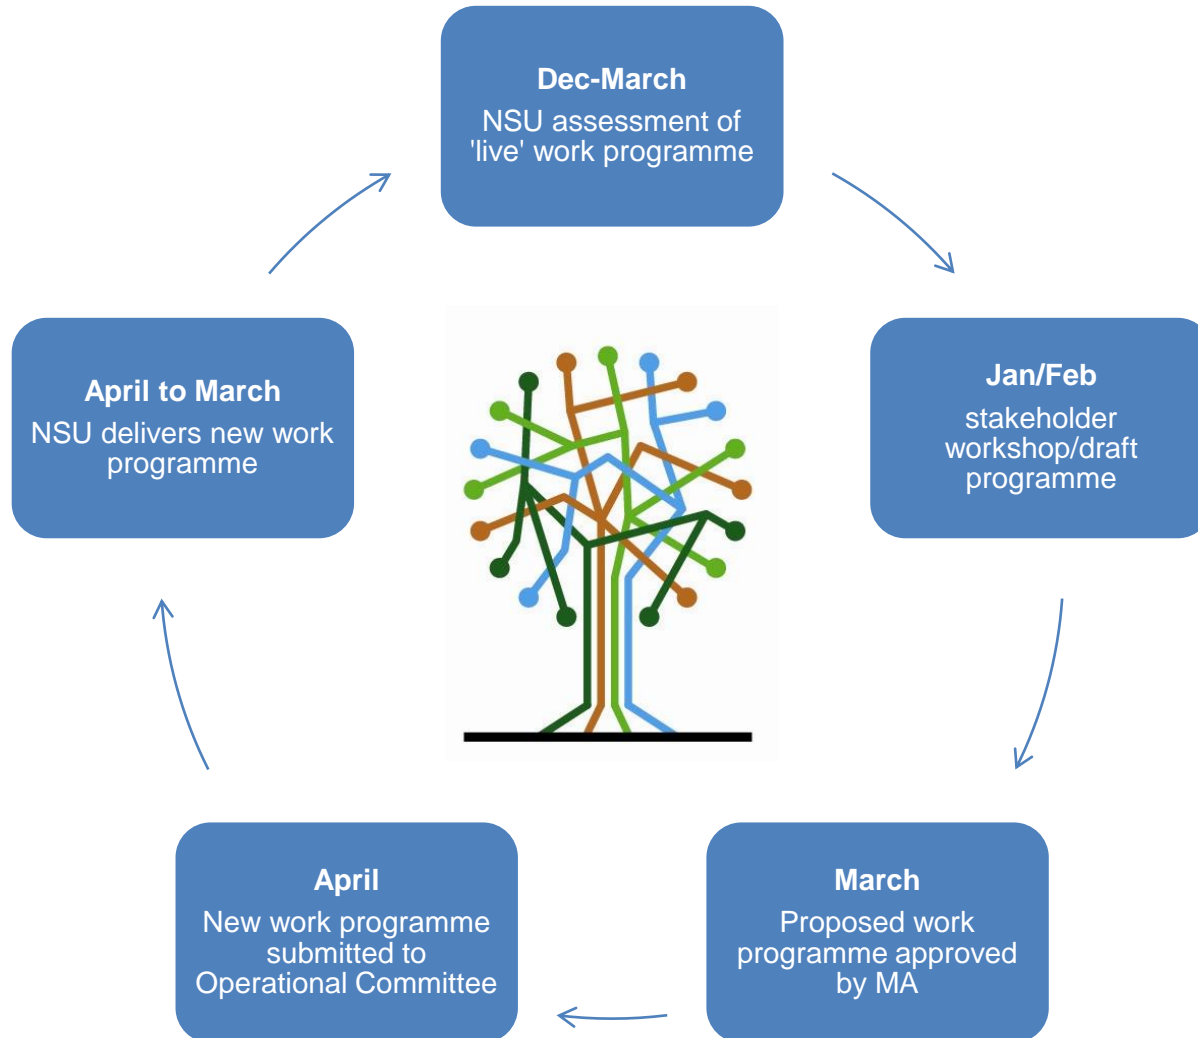 Dec-March
NSU assessment of
'live' work programme
Jan/Feb
stakeholder
workshop/draft
programme
March
Proposed work
programme approved
by MA
April
New work programme
submitted to
Operational Committee
April to March
NSU delivers new work
programme